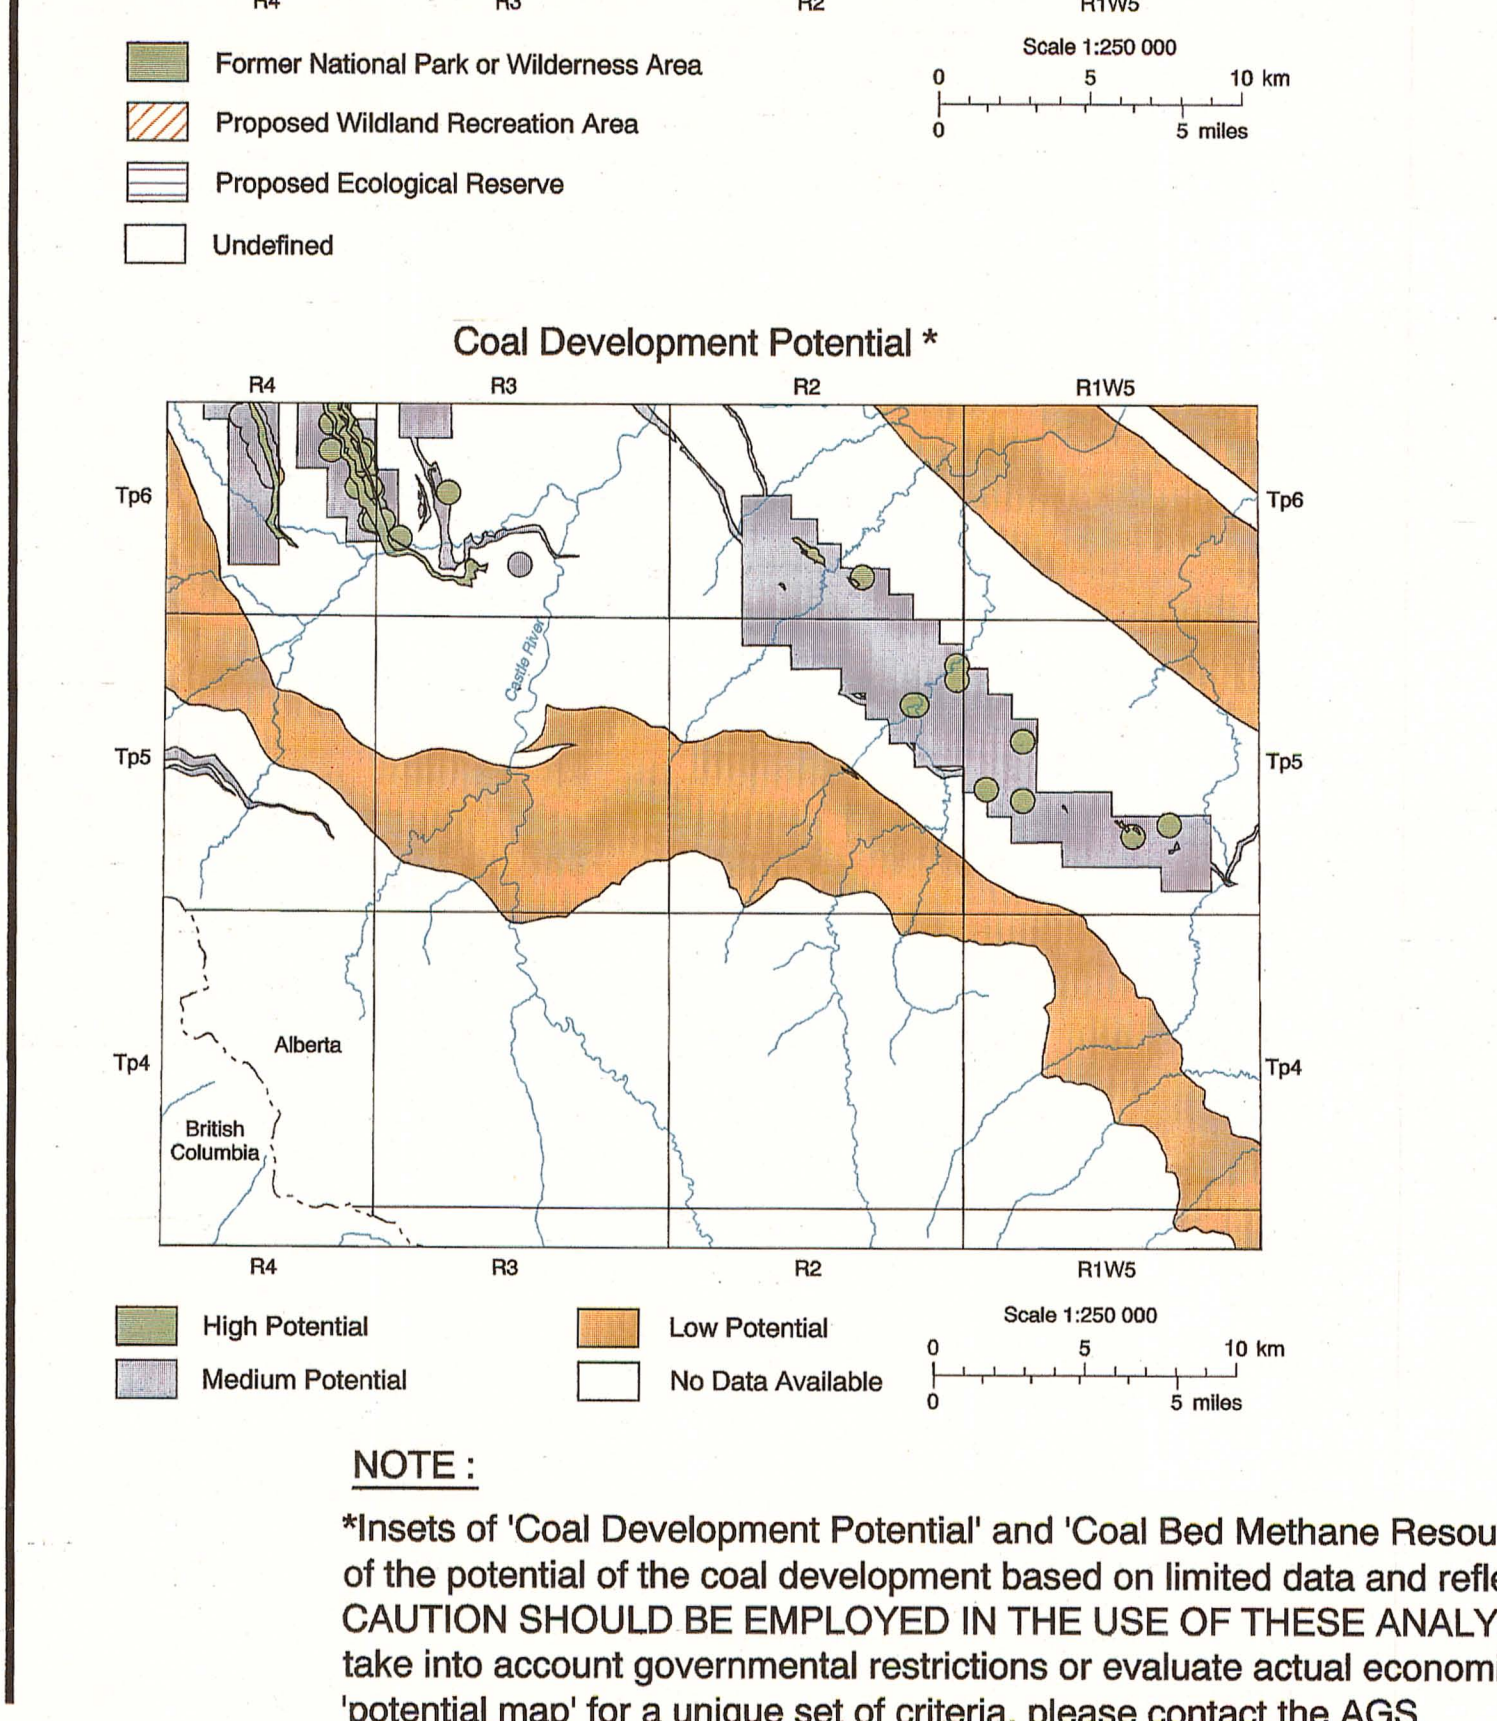 R4 R3 R2 R1W5
Former National Park or Wilderness Area
Proposed Wildland Recreation Area
Proposed Ecological Reserve
Undefined
Scale 1:250 000
0 5 10 km
0 5 miles
Coal Development Potential *
R4 R3 R2 R1W5
Tp6 Tp6
Castle River
Tp5 Tp5
Alberta
Tp4 Tp4
British
Columbia
R4 R3 R2 R1W5
High Potential
Medium Potential
Low Potential
No Data Available
Scale 1:250 000
0 5 10 km
0 5 miles
NOTE :
*Insets of 'Coal Development Potential' and 'Coal Bed Methane Resou
of the potential of the coal development based on limited data and refle
CAUTION SHOULD BE EMPLOYED IN THE USE OF THESE ANALY
take into account governmental restrictions or evaluate actual economi
'potential map' for a unique set of criteria, please contact the AGS